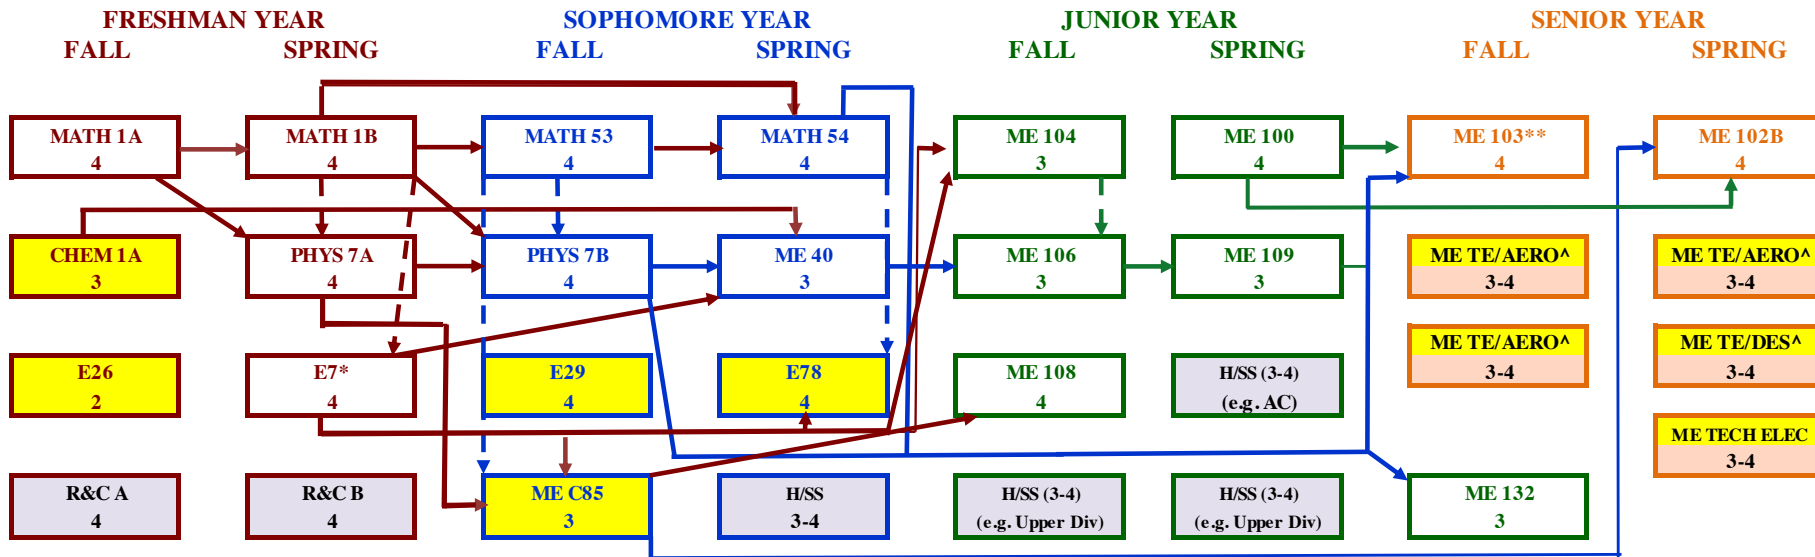 FRESHMAN YEAR SOPHOMORE YEAR JUNIOR YEAR SENIOR YEAR
FALL SPRING FALL SPRING FALL SPRING FALL SPRING
MATH 1A MATH 1B MATH 53 MATH 54 ME 104 ME 100 ME 103** ME 102B
4 4 4 4 3 4 4 4
CHEM 1A PHYS 7A PHYS 7B ME 40 ME 106 ME 109 ME TE/AERO^ ME TE/AERO^
3 4 4 3 3 3 3-4 3-4
E26 E7* E29 E78 ME 108 H/SS (3-4) ME TE/AERO^ ME TE/DES^
2 4 4 4 4 (e.g. AC) 3-4 3-4
ME TECH ELEC
3-4
R&C A R&C B ME C85 H/SS H/SS (3-4) H/SS (3-4) ME 132
4 4 3 3-4 (e.g. Upper Div) (e.g. Upper Div) 3